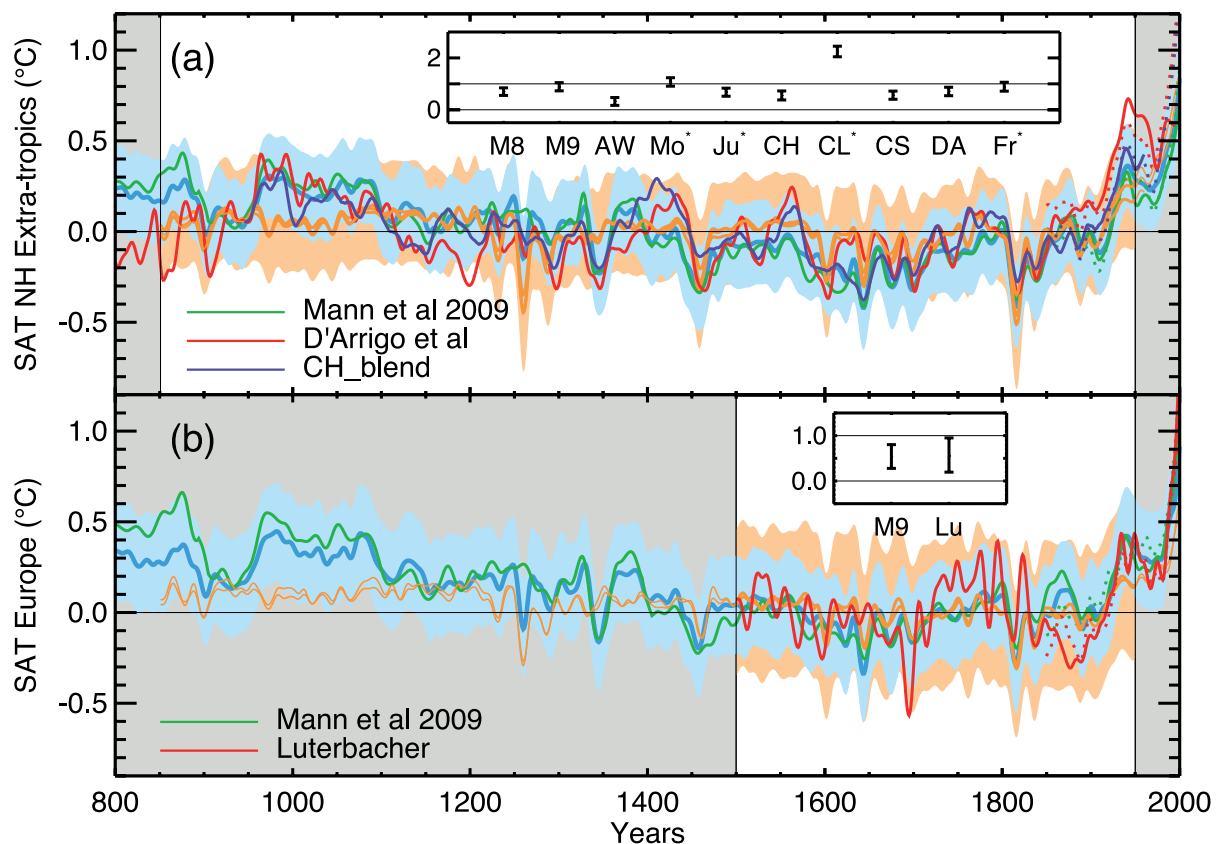 (a)
SAT NH Extra-tropics (°C)
1.0
0.5
0.0
-0.5
2
0
M8 M9 AW Mo* Ju* CH CL* CS DA Fr*
Mann et al 2009
D'Arrigo et al
CH_blend
(b)
SAT Europe (°C)
1.0
0.5
0.0
-0.5
1.0
0.0
M9 Lu
Mann et al 2009
Luterbacher
800 1000 1200 1400 1600 1800 2000
Years